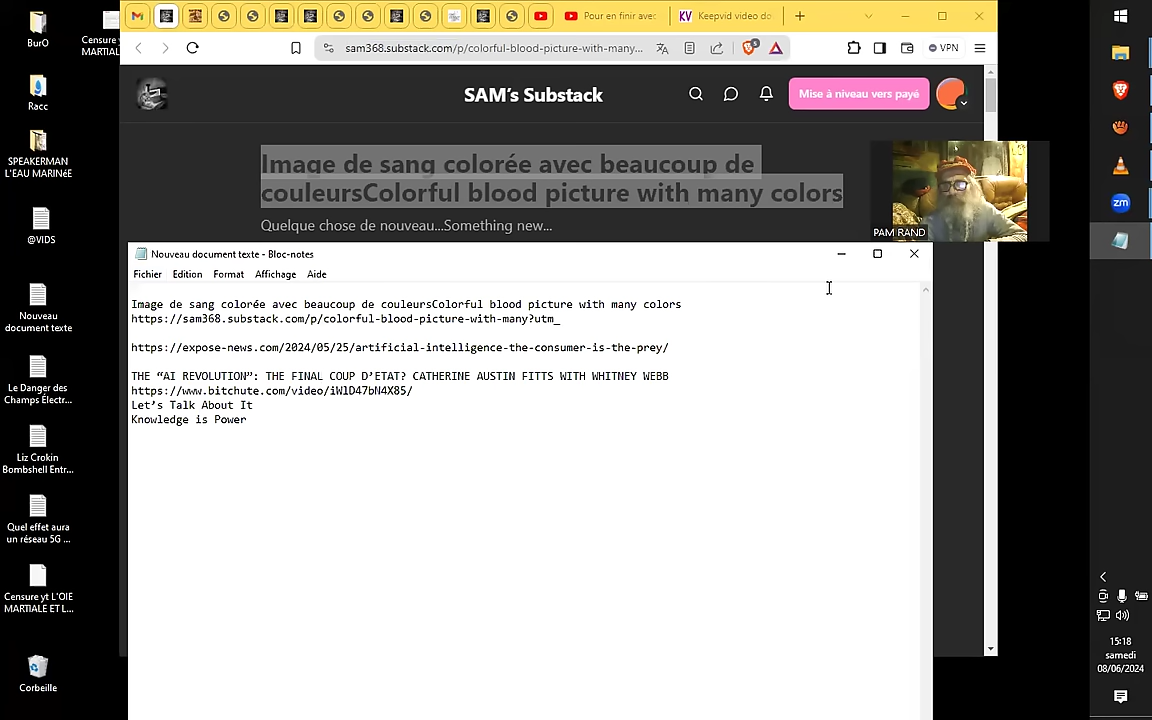 BurO
Censure yt
MARTIALE ET L...
Racc
SPEAKERMAN
L'EAU MARINéE
@VIDS
Nouveau
document texte
Le Danger des
Champs Électr...
Liz Crokin
Bombshell Entr...
Quel effet aura
un réseau 5G ...
Censure yt L'OIE
MARTIALE ET L...
Corbeille
Pour en finir avec
KV Keepvid video do
sam368.substack.com/p/colorful-blood-picture-with-many...
5
VPN
SAM's Substack
Mise à niveau vers payé
Image de sang colorée avec beaucoup de
couleursColorful blood picture with many colors
Quelque chose de nouveau...Something new...
PAM RAND
Nouveau document texte - Bloc-notes
Fichier Edition Format Affichage Aide
Image de sang colorée avec beaucoup de couleursColorful blood picture with many colors
https://sam368.substack.com/p/colorful-blood-picture-with-many?utm_
https://expose-news.com/2024/05/25/artificial-intelligence-the-consumer-is-the-prey/
THE “AI REVOLUTION”: THE FINAL COUP D’ETAT? CATHERINE AUSTIN FITTS WITH WHITNEY WEBB
https://www.bitchute.com/video/iWlD47bN4X85/
Let’s Talk About It
Knowledge is Power
zm
15:18
samedi
08/06/2024